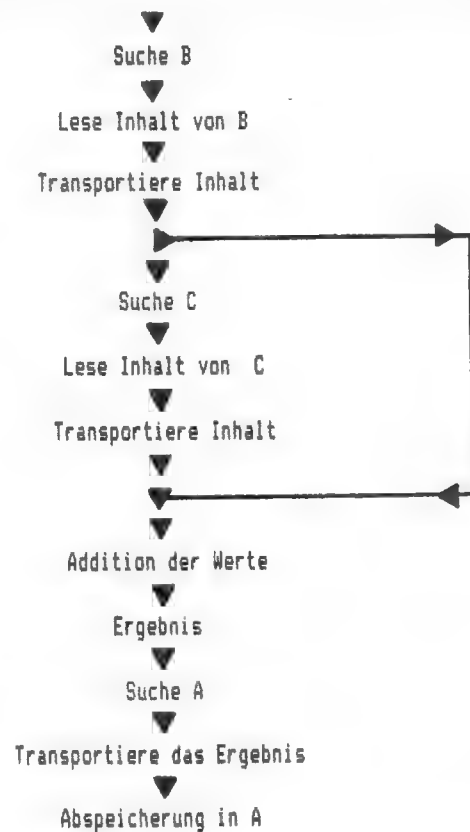 Suche B
Lese Inhalt von B
Transportiere Inhalt
Suche C
Lese Inhalt von C
Transportiere Inhalt
Addition der Werte
Ergebnis
Suche A
Transportiere das Ergebnis
Abspeicherung in A